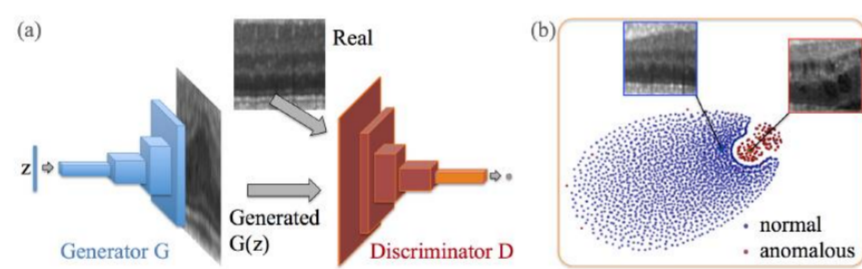 (a)
Real
z
Generated
G(z)
Generator G
Discriminator D
(b)
normal
anomalous